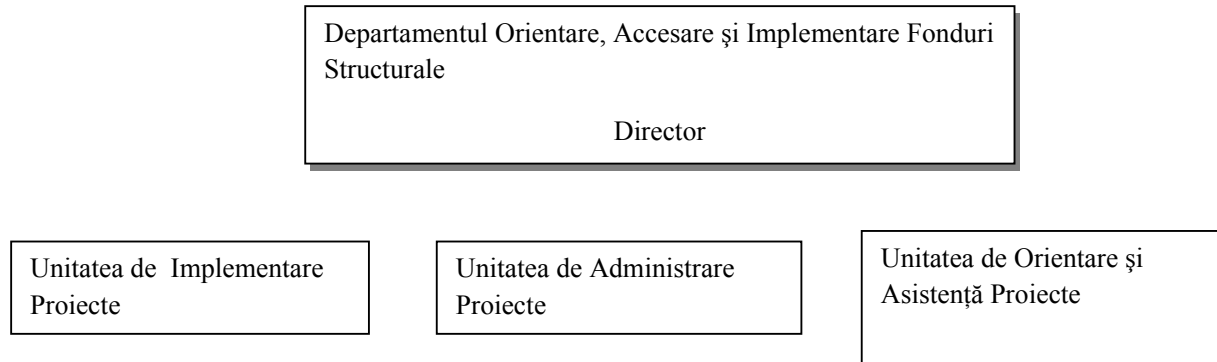 Departamentul Orientare, Accesare şi Implementare Fonduri
Structurale
Director
Unitatea de Implementare
Proiecte
Unitatea de Administrare
Proiecte
Unitatea de Orientare şi
Asistență Proiecte